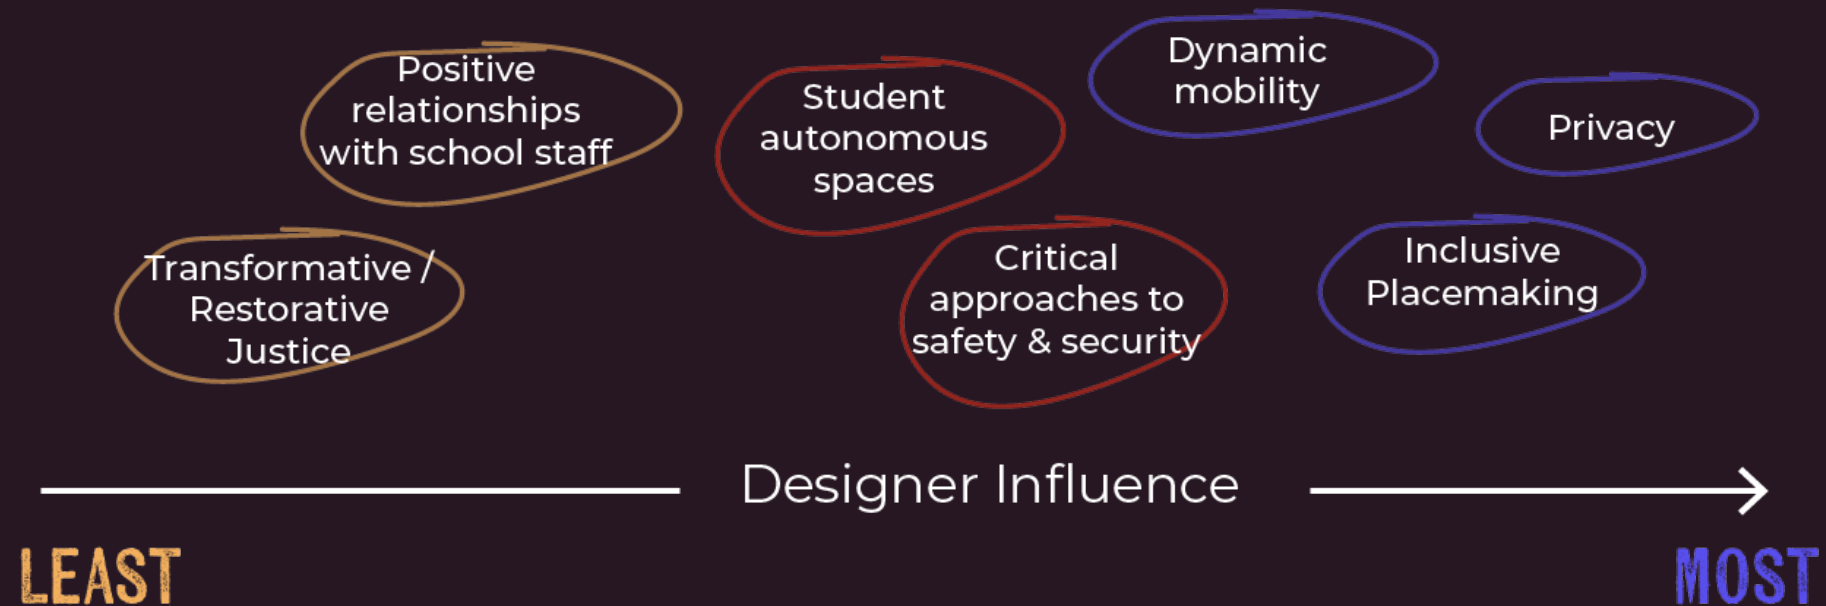 Positive
relationships
with school staff
Transformative /
Restorative
Justice
Student
autonomous
spaces
Critical
approaches to
safety & security
Dynamic
mobility
Privacy
Inclusive
Placemaking
Designer Influence
LEAST
MOST